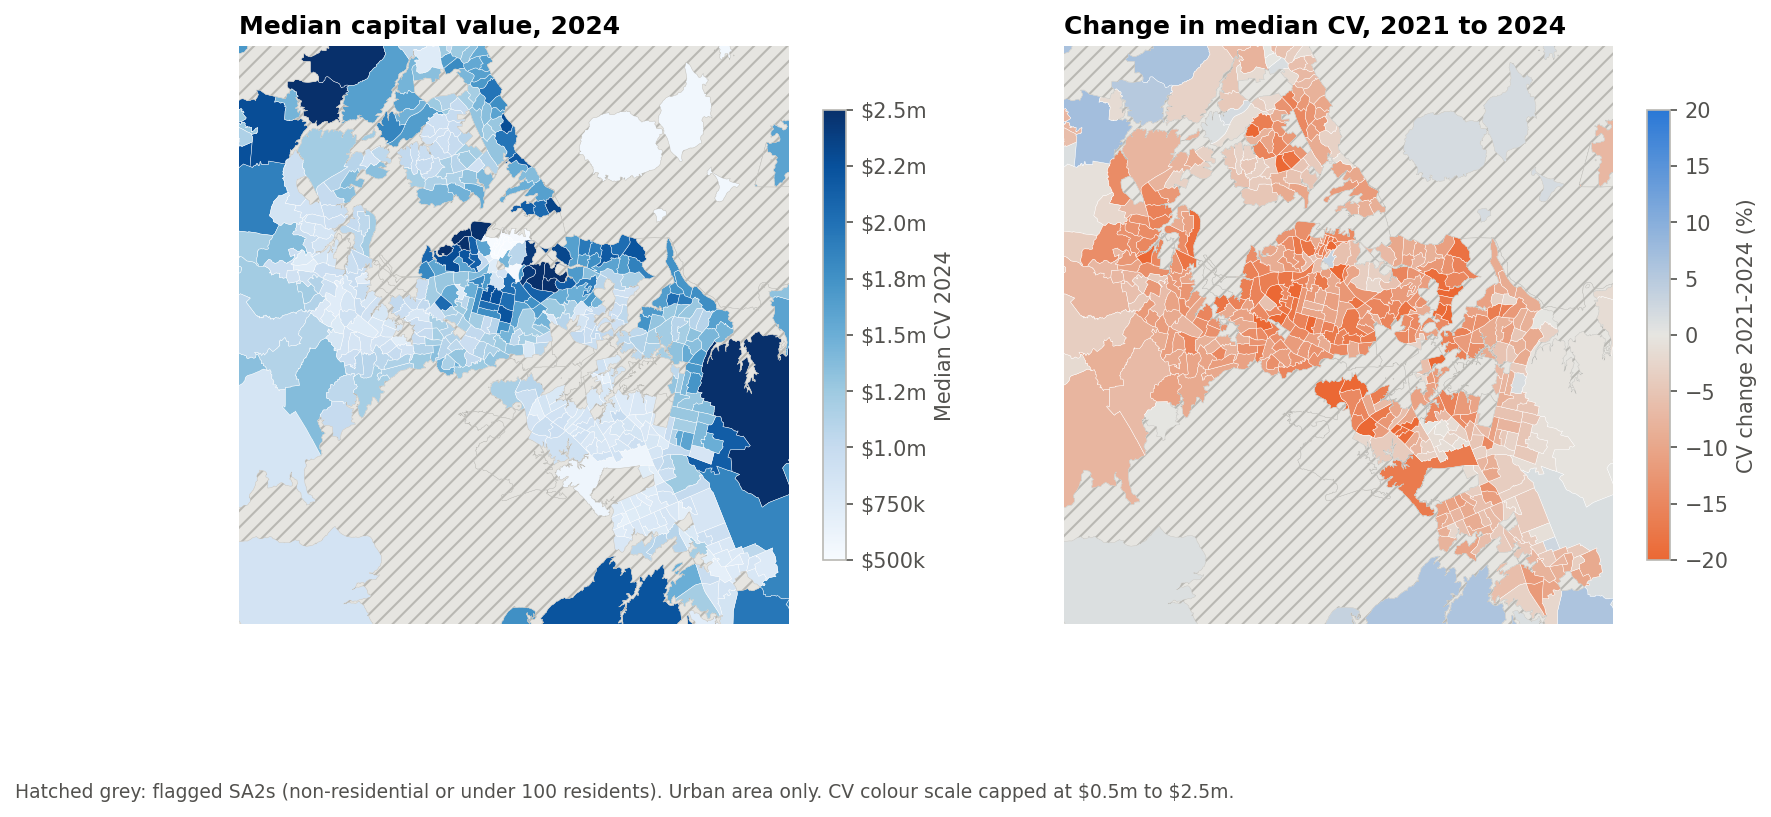 Median capital value, 2024
$2.5m
$2.2m
$2.0m
$1.8m
$1.5m
$1.2m
$1.0m
$750k
$500k
Median CV 2024
Change in median CV, 2021 to 2024
20
15
10
5
0
−5
−10
−15
−20
CV change 2021-2024 (%)
Hatched grey: flagged SA2s (non-residential or under 100 residents). Urban area only. CV colour scale capped at $0.5m to $2.5m.